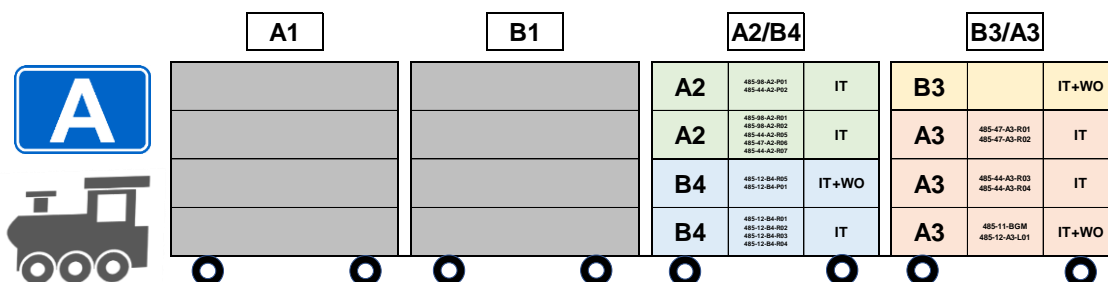 A1
B1
A2/B4
B3/A3
A
A2
485-98-A2-P01
485-44-A2-P02
IT
B3
IT+WO
A2
485-98-A2-R01
485-98-A2-R02
485-44-A2-R05
485-47-A2-R06
485-44-A2-R07
IT
A3
485-47-A3-R01
485-47-A3-R02
IT
B4
485-12-B4-R05
485-12-B4-P01
IT+WO
A3
485-44-A3-R03
485-44-A3-R04
IT
B4
485-12-B4-R01
485-12-B4-R02
485-12-B4-R03
485-12-B4-R04
IT
A3
485-11-BGM
485-12-A3-L01
IT+WO